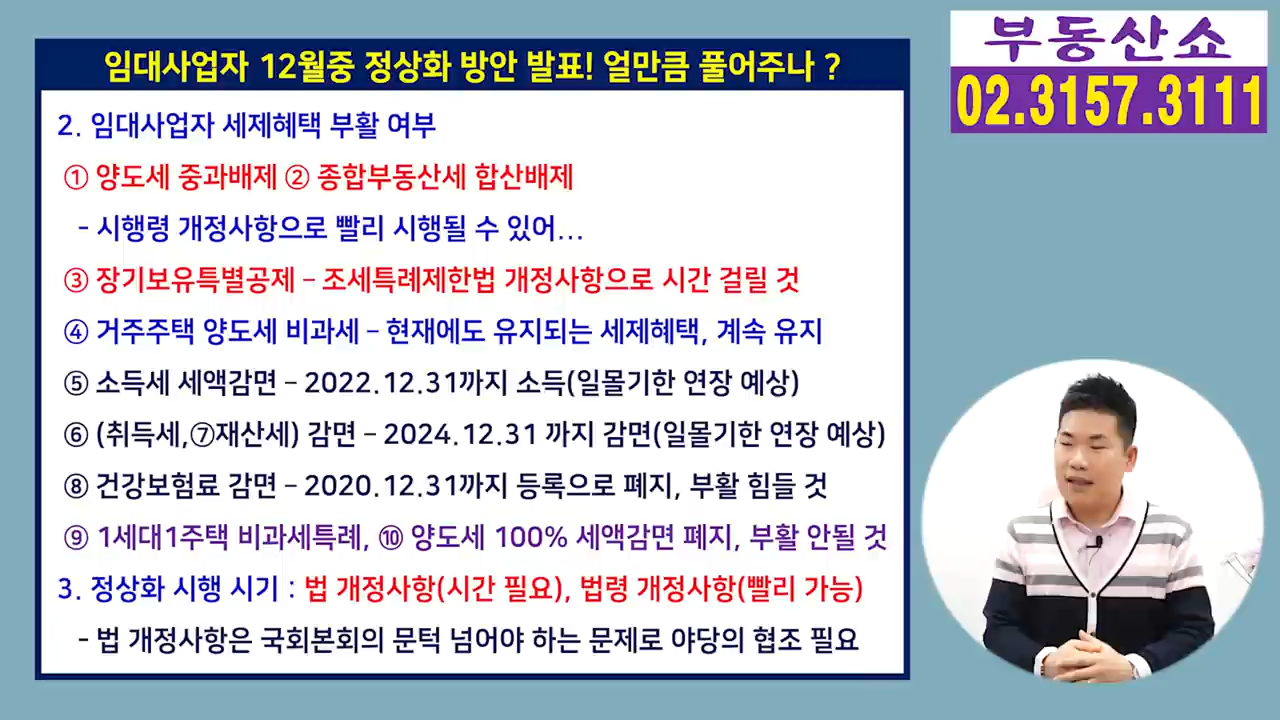 임대사업자 12월중 정상화 방안 발표! 얼만큼 풀어주나 ?
2. 임대사업자 세제혜택 부활 여부
① 양도세 중과배제 ② 종합부동산세 합산배제
- 시행령 개정사항으로 빨리 시행될 수 있어...
③ 장기보유특별공제 – 조세특례제한법 개정사항으로 시간 걸릴 것
④ 거주주택 양도세 비과세 – 현재에도 유지되는 세제혜택, 계속 유지
⑤ 소득세 세액감면 – 2022.12.31까지 소득(일몰기한 연장 예상)
⑥ (취득세,⑦재산세) 감면 – 2024.12.31 까지 감면(일몰기한 연장 예상)
⑧ 건강보험료 감면 – 2020.12.31까지 등록으로 폐지, 부활 힘들 것
⑨ 1세대1주택 비과세특례, ⑩ 양도세 100% 세액감면 폐지, 부활 안될 것
3. 정상화 시행 시기 : 법 개정사항(시간 필요), 법령 개정사항(빨리 가능)
- 법 개정사항은 국회본회의 문턱 넘어야 하는 문제로 야당의 협조 필요
부동산쇼
02.3157.3111